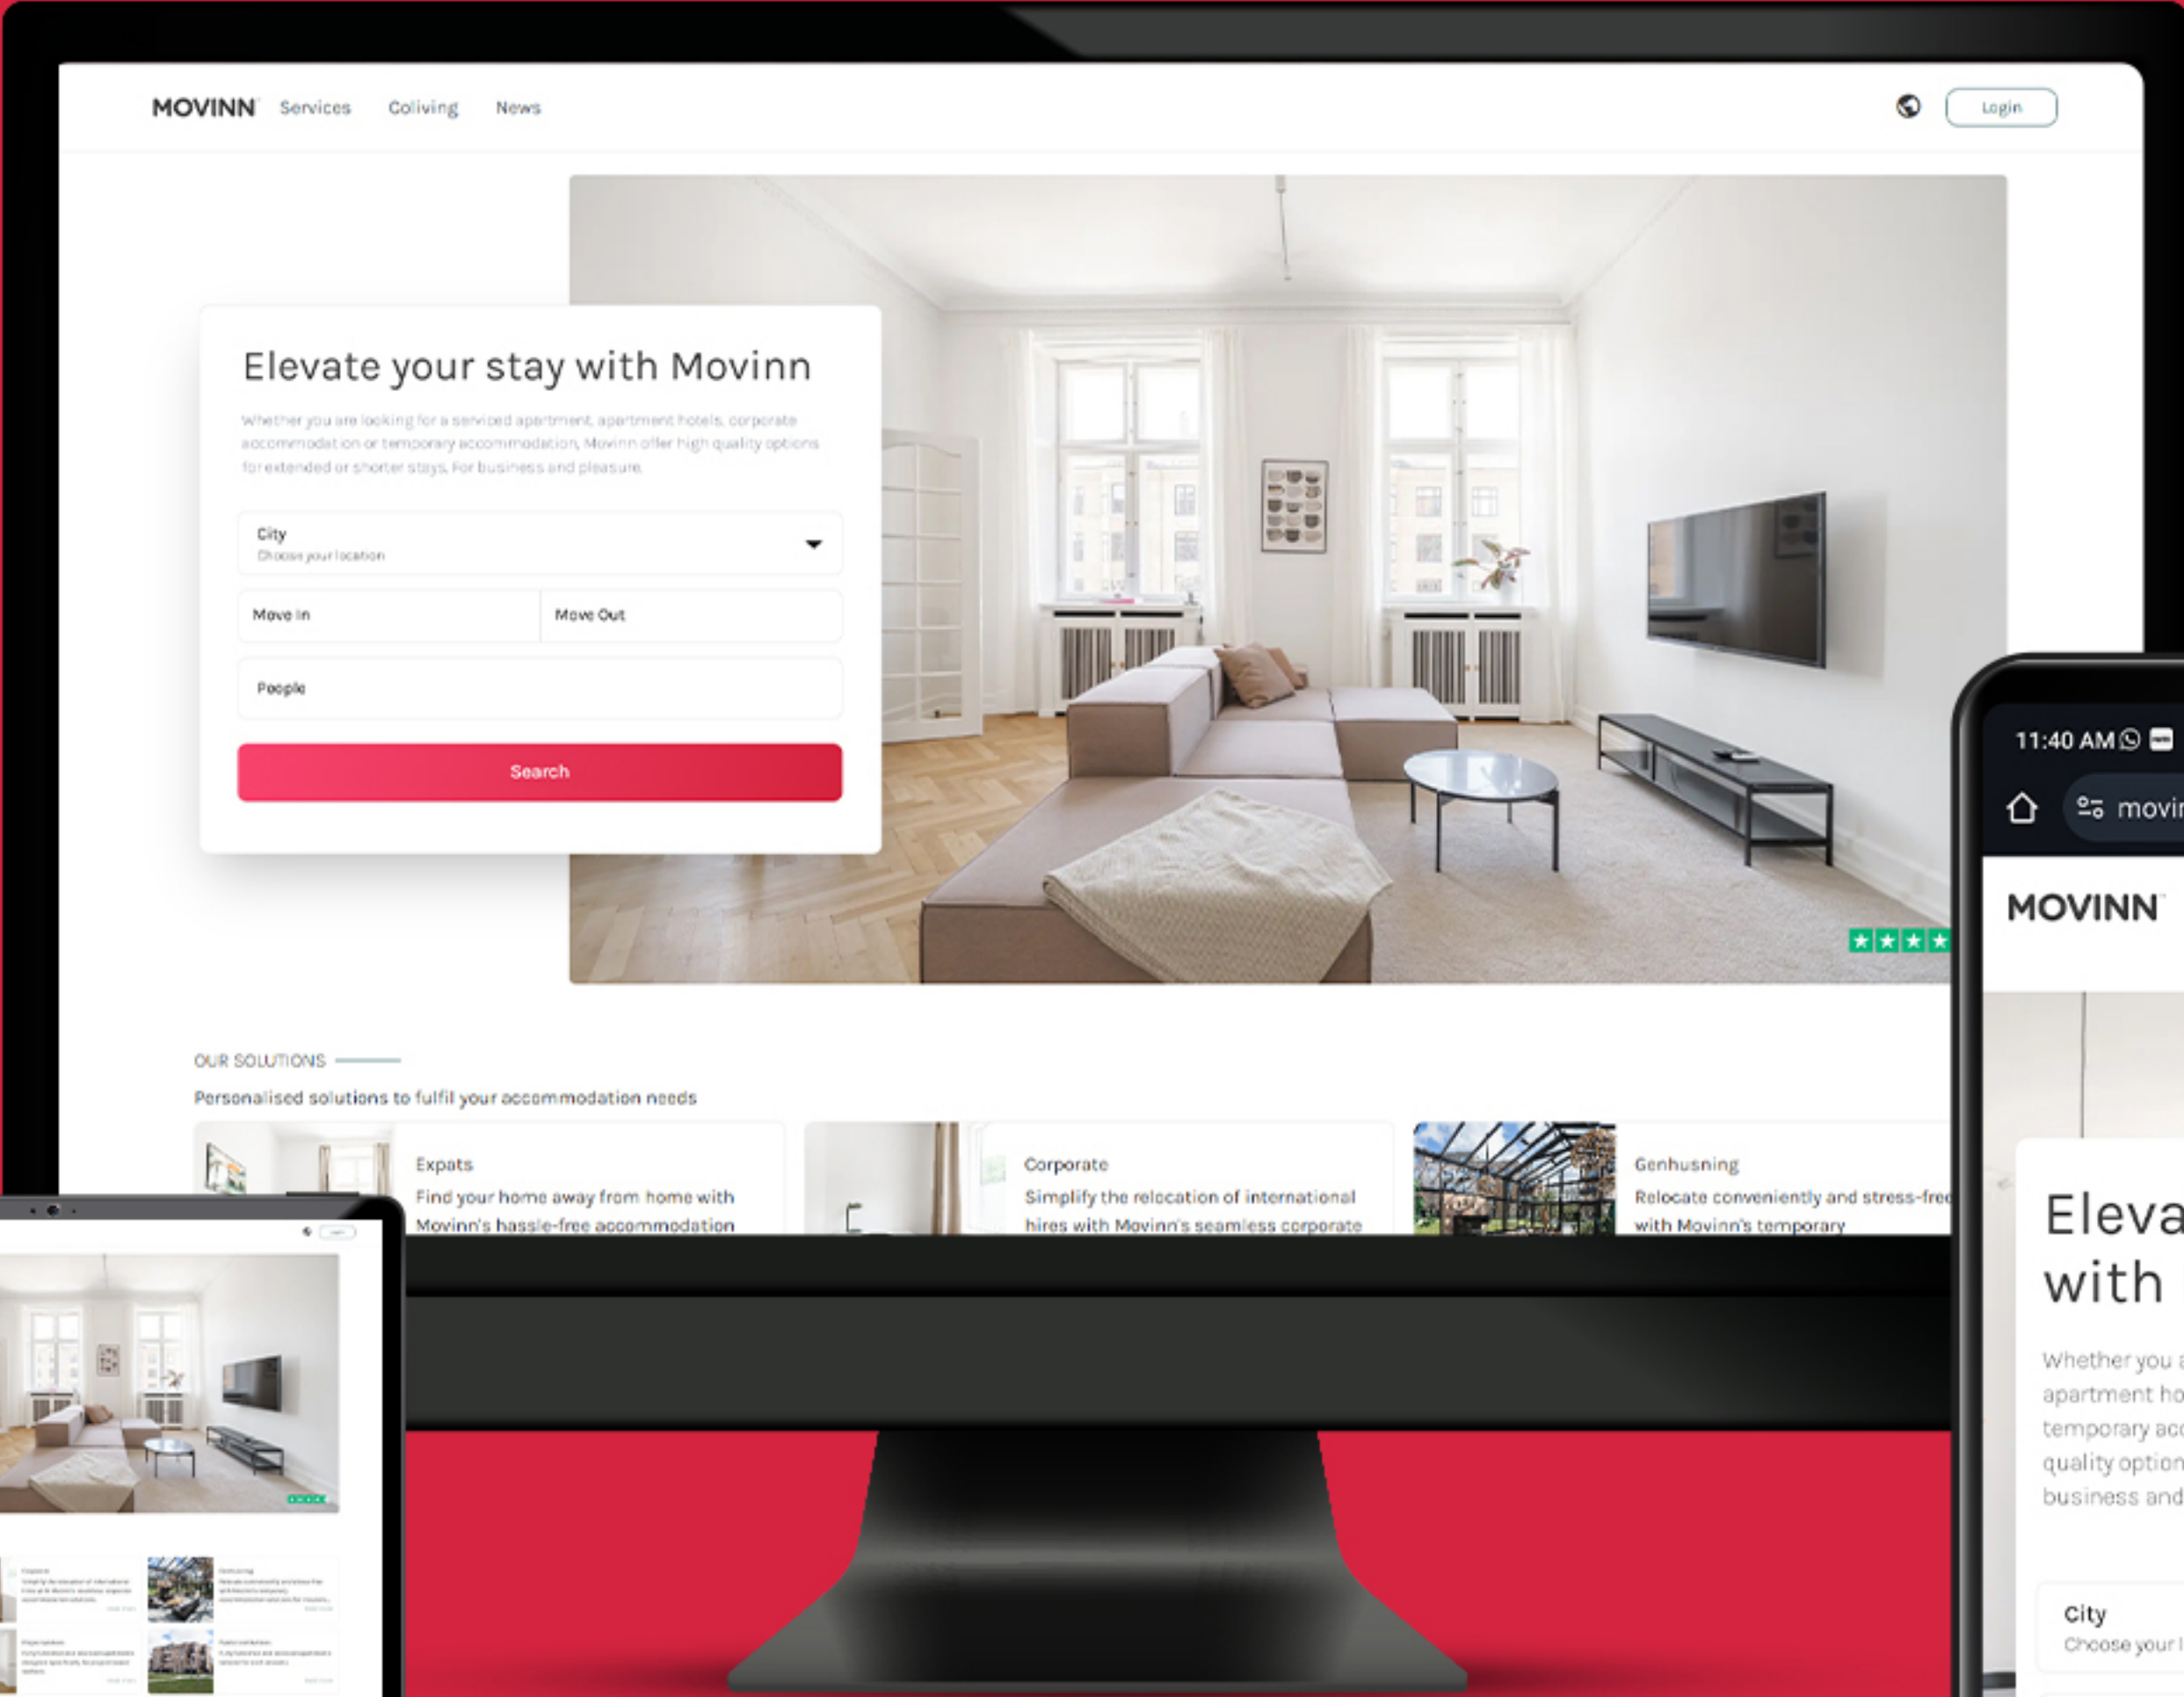 MOVINN
Services
Coliving
News
Login
Elevate your stay with Movinn
Whether you are looking for a serviced apartment, apartment hotels, corporate
accommodation or temporary accommodation, Movinn offer high quality options
for extended or shorter stays. For business and pleasure.
City
Choose your location
Move In
Move Out
People
Search
OUR SOLUTIONS
Personalised solutions to fulfil your accommodation needs
Expats
Find your home away from home with
Movinn's hassle-free accommodation
Corporate
Simplify the relocation of international
hires with Movinn's seamless corporate
Genhusning
Relocate conveniently and stress-free
with Movinn's temporary
11:40 AM
movin
MOVINN
Eleva
with
Whether you a
apartment ho
temporary acc
quality option
business and
City
Choose your l